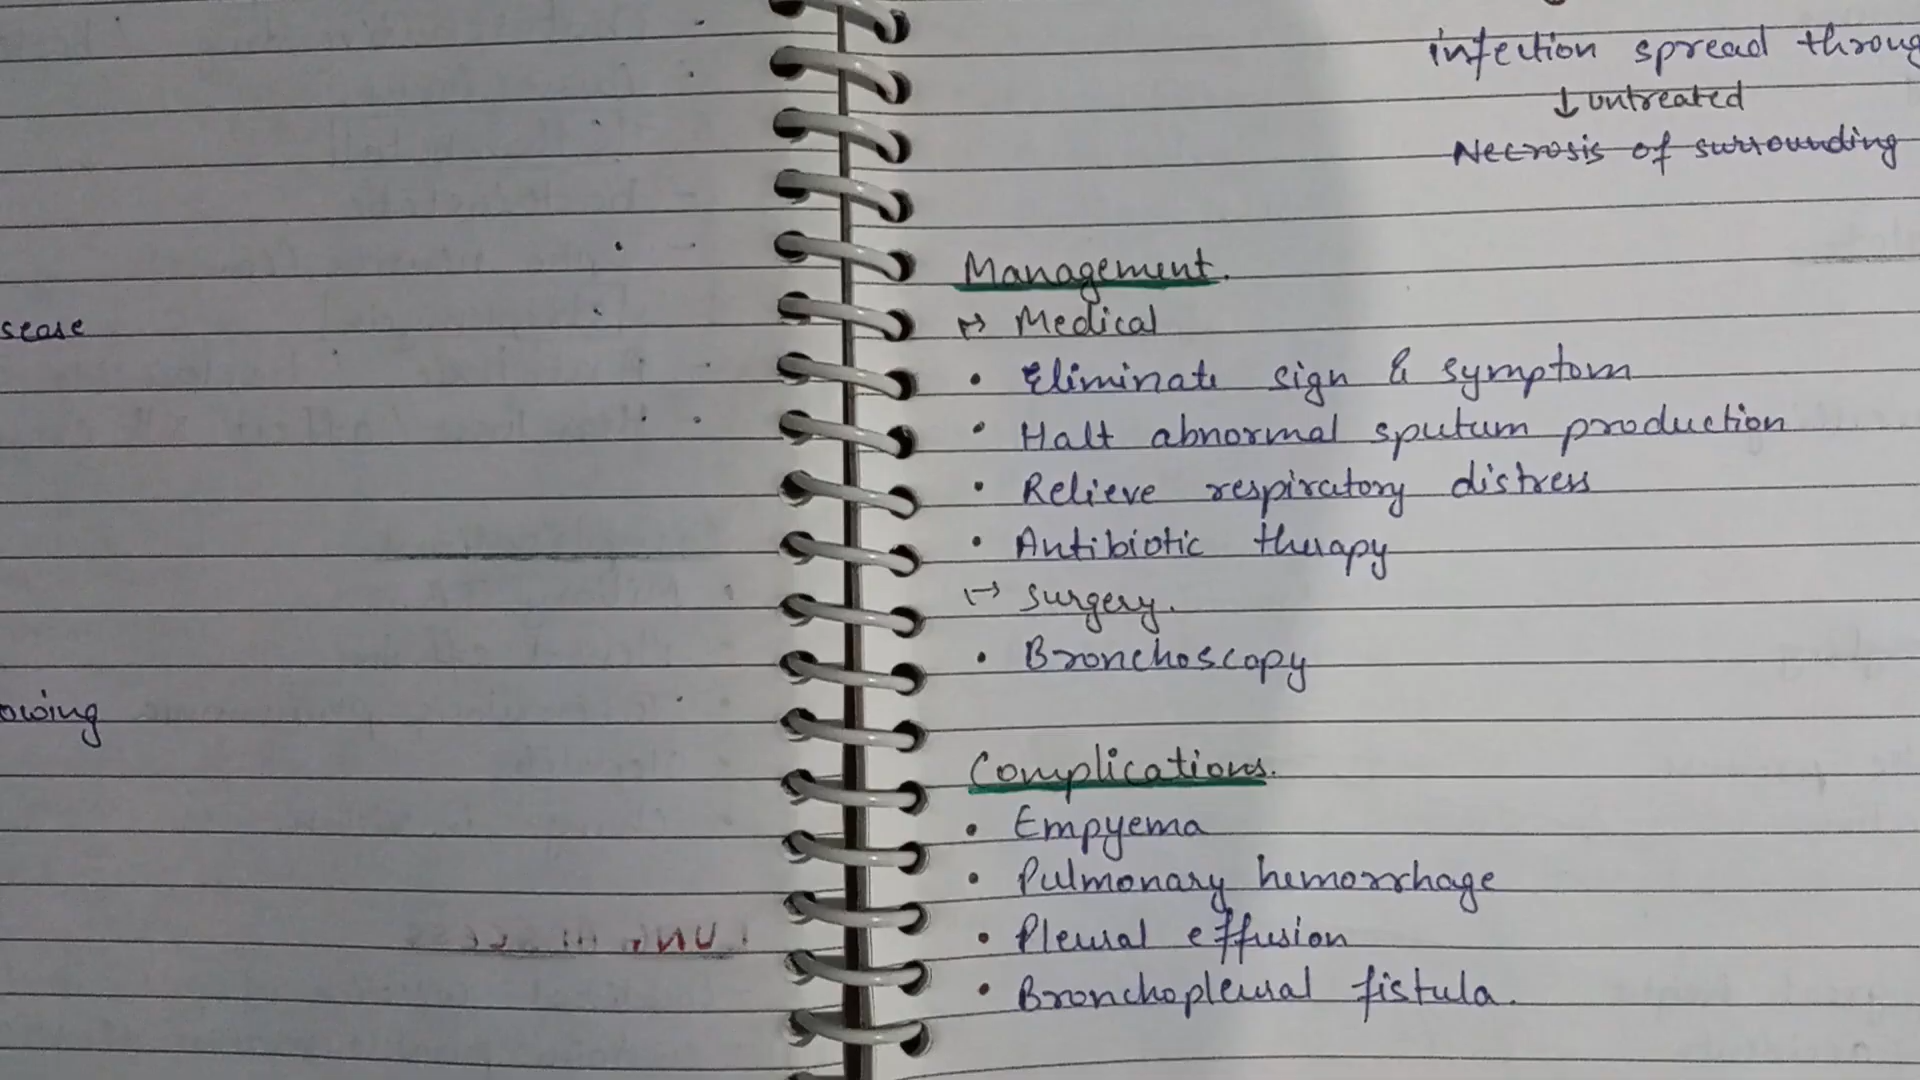 sease
owing
infection spread throug
↓ untreated
Necrosis of surrounding
Management.
↦ Medical
• Eliminate sign & symptom
• Halt abnormal sputum production
• Relieve respiratory distress
• Antibiotic therapy
↦ surgery.
• Bronchoscopy
Complications.
• Empyema
• Pulmonary hemorrhage
• Pleural effusion
• Bronchopleural fistula.